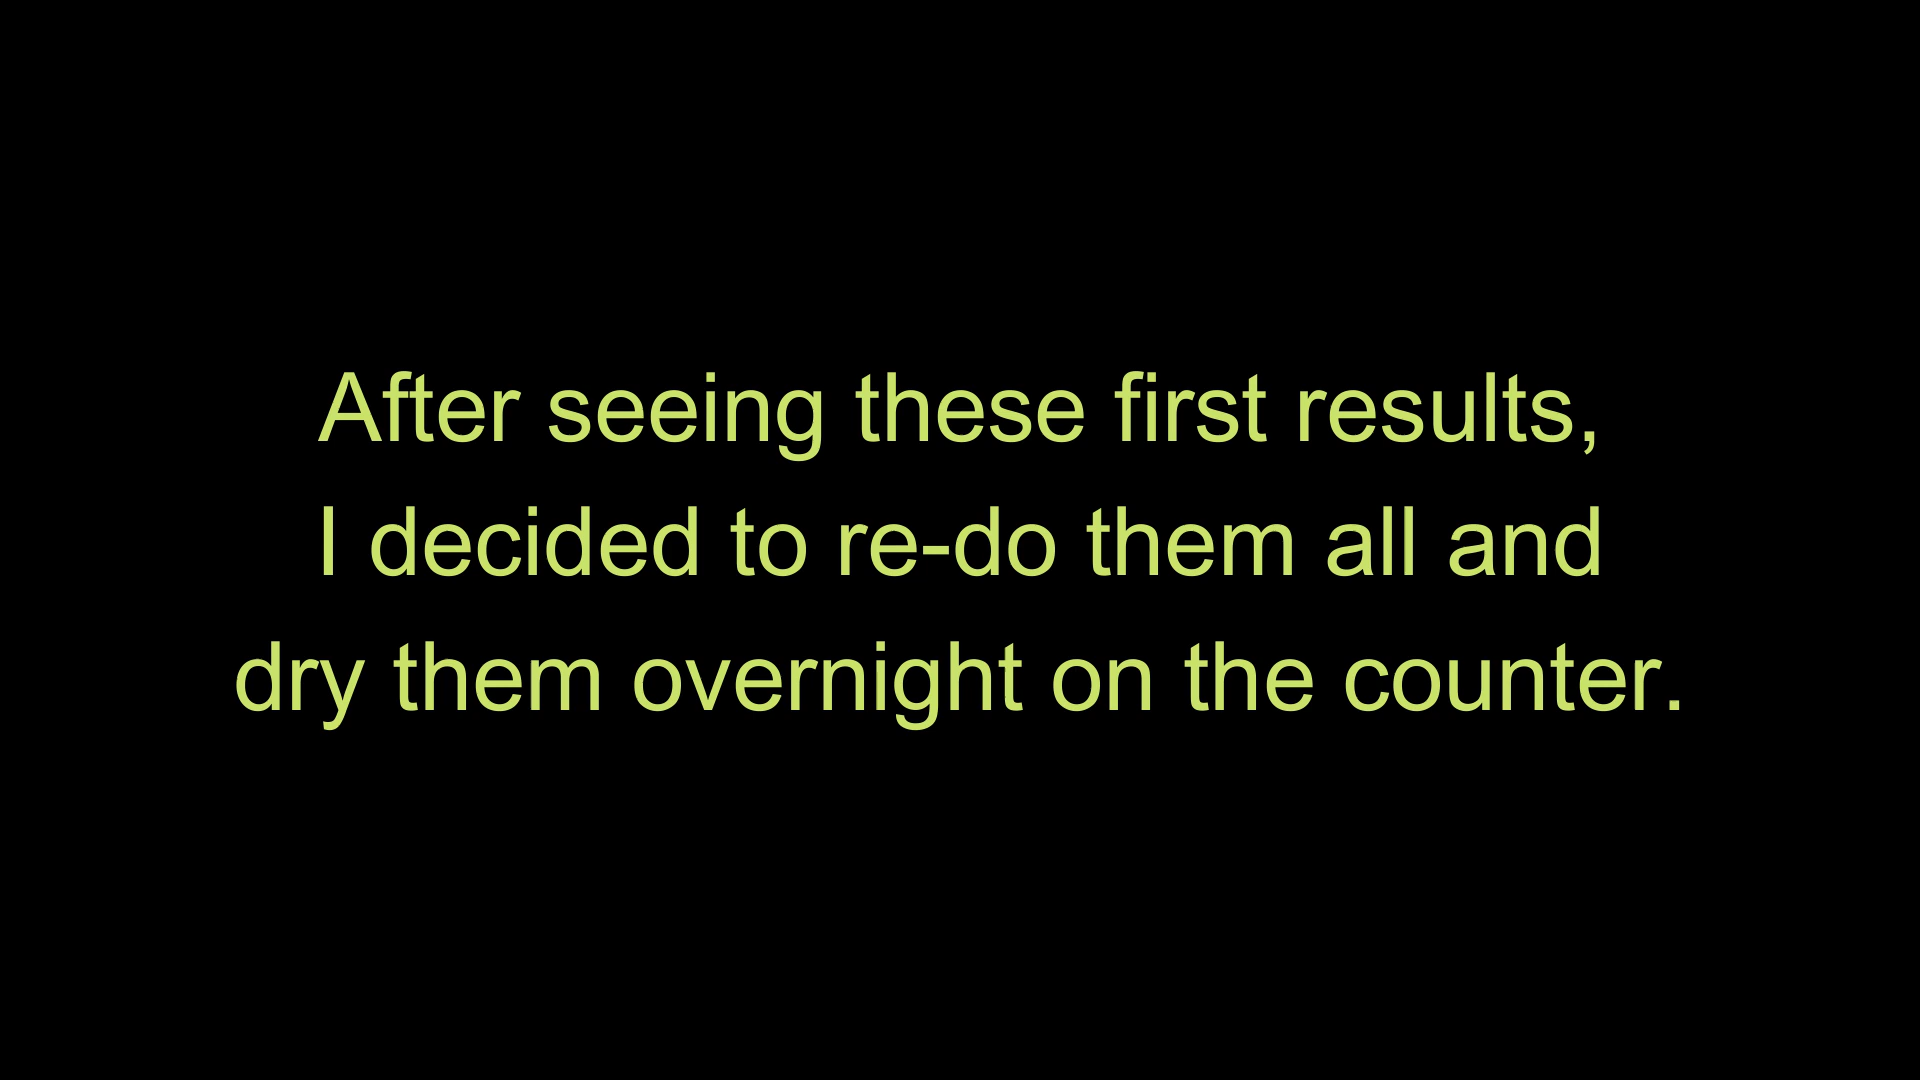 After seeing these first results,
I decided to re-do them all and
dry them overnight on the counter.